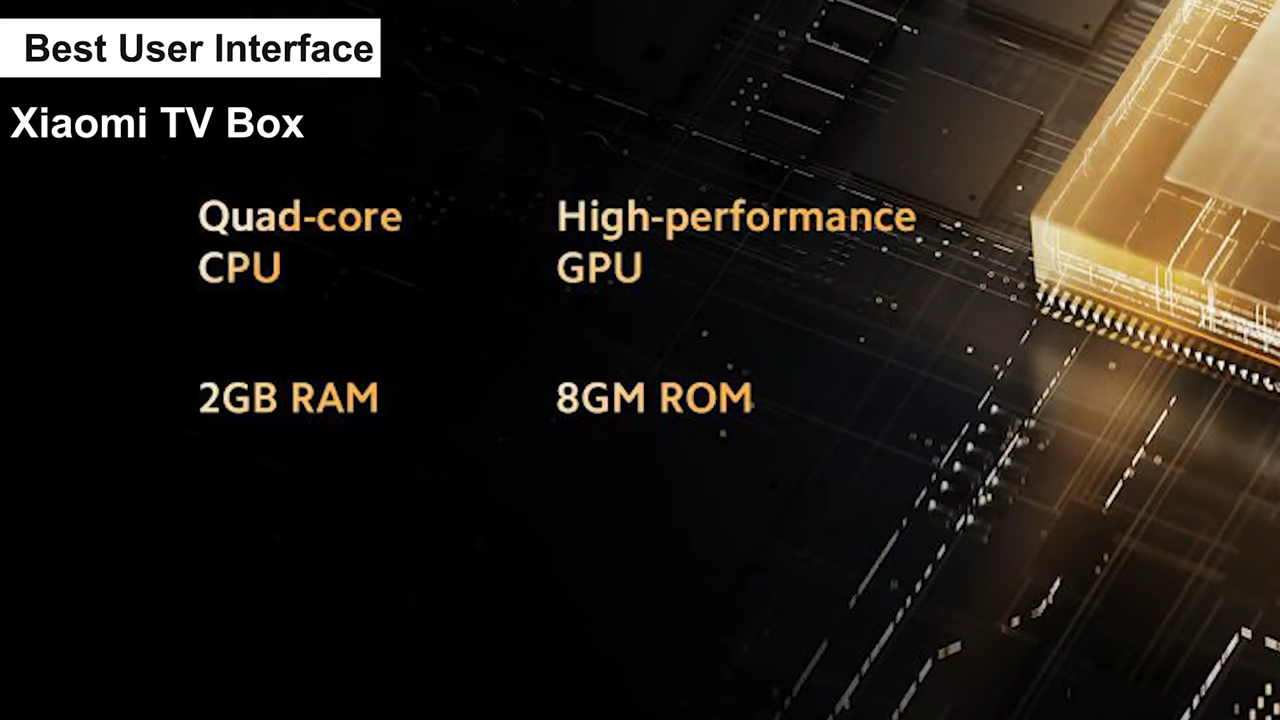 Best User Interface
Xiaomi TV Box
Quad-core
CPU
High-performance
GPU
2GB RAM
8GM ROM